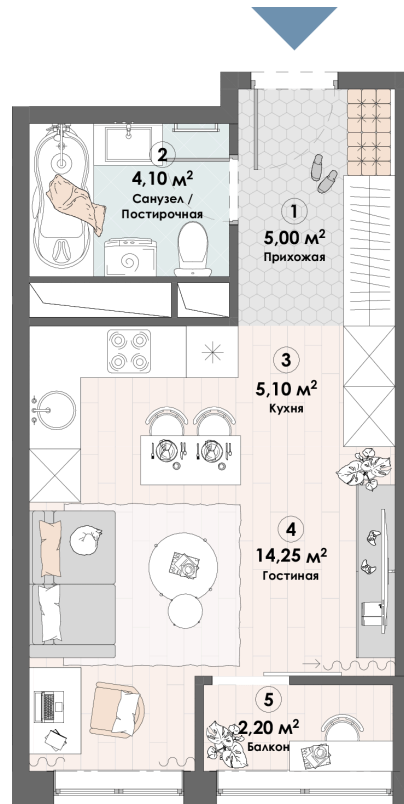 2
4,10 м²
Санузел /
Постирочная
1
5,00 м²
Прихожая
3
5,10 м²
Кухня
4
14,25 м²
Гостиная
5
2,20 м²
Балкон